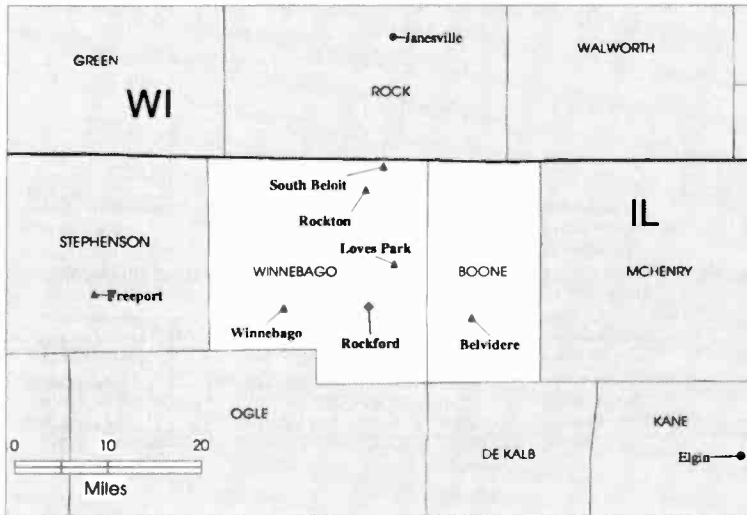 Janesville
WALWORTH
GREEN
ROCK
WI
South Beloit
Rockton
IL
STEPHENSON
Loves Park
WINNEBAGO
BOONE
MCHENRY
Freeport
Winnebago
Rockford
Belvidere
OGLE
KANE
0 10 20
DE KALB
Elgin
Miles